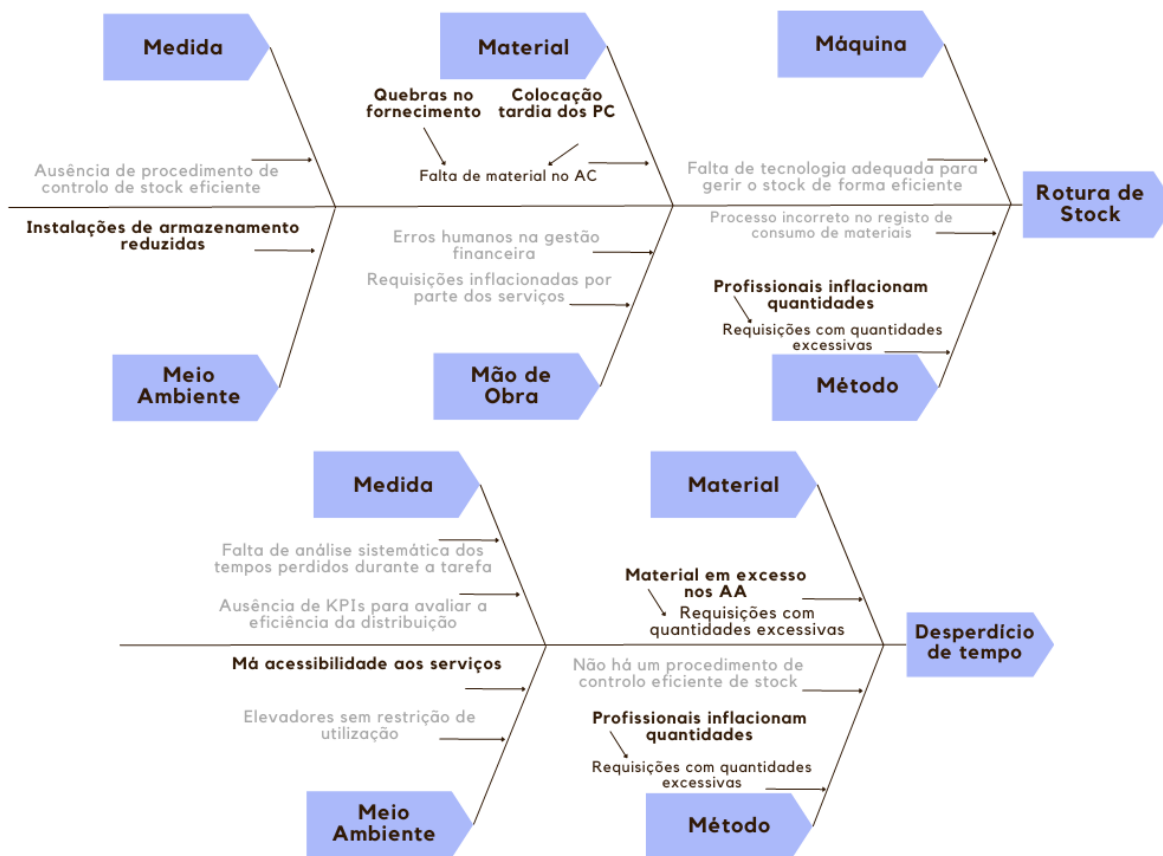 Medida
Material
Máquina
Quebras no
fornecimento
Colocação
tardia dos PC
Ausência de procedimento de
controlo de stock eficiente
Falta de material no AC
Falta de tecnologia adequada para
gerir o stock de forma eficiente
Rotura de
Stock
Instalações de armazenamento
reduzidas
Erros humanos na gestão
financeira
Requisições inflacionadas por
parte dos serviços
Processo incorreto no registo de
consumo de materiais
Profissionais inflacionam
quantidades
Requisições com quantidades
excessivas
Meio
Ambiente
Mão de
Obra
Método
Medida
Material
Falta de análise sistemática dos
tempos perdidos durante a tarefa
Ausência de KPIs para avaliar a
eficiência da distribuição
Material em excesso
nos AA
Requisições com
quantidades excessivas
Desperdício
de tempo
Má acessibilidade aos serviços
Elevadores sem restrição de
utilização
Não há um procedimento de
controlo eficiente de stock
Profissionais inflacionam
quantidades
Requisições com quantidades
excessivas
Meio
Ambiente
Método